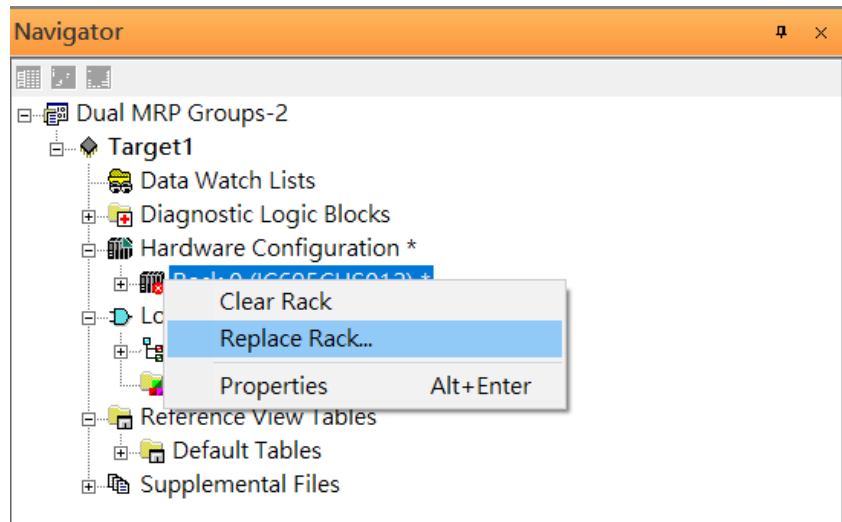 Navigator
Dual MRP Groups-2
Target1
Data Watch Lists
Diagnostic Logic Blocks
Hardware Configuration *
Clear Rack
Replace Rack...
Properties Alt+Enter
Reference View Tables
Default Tables
Supplemental Files